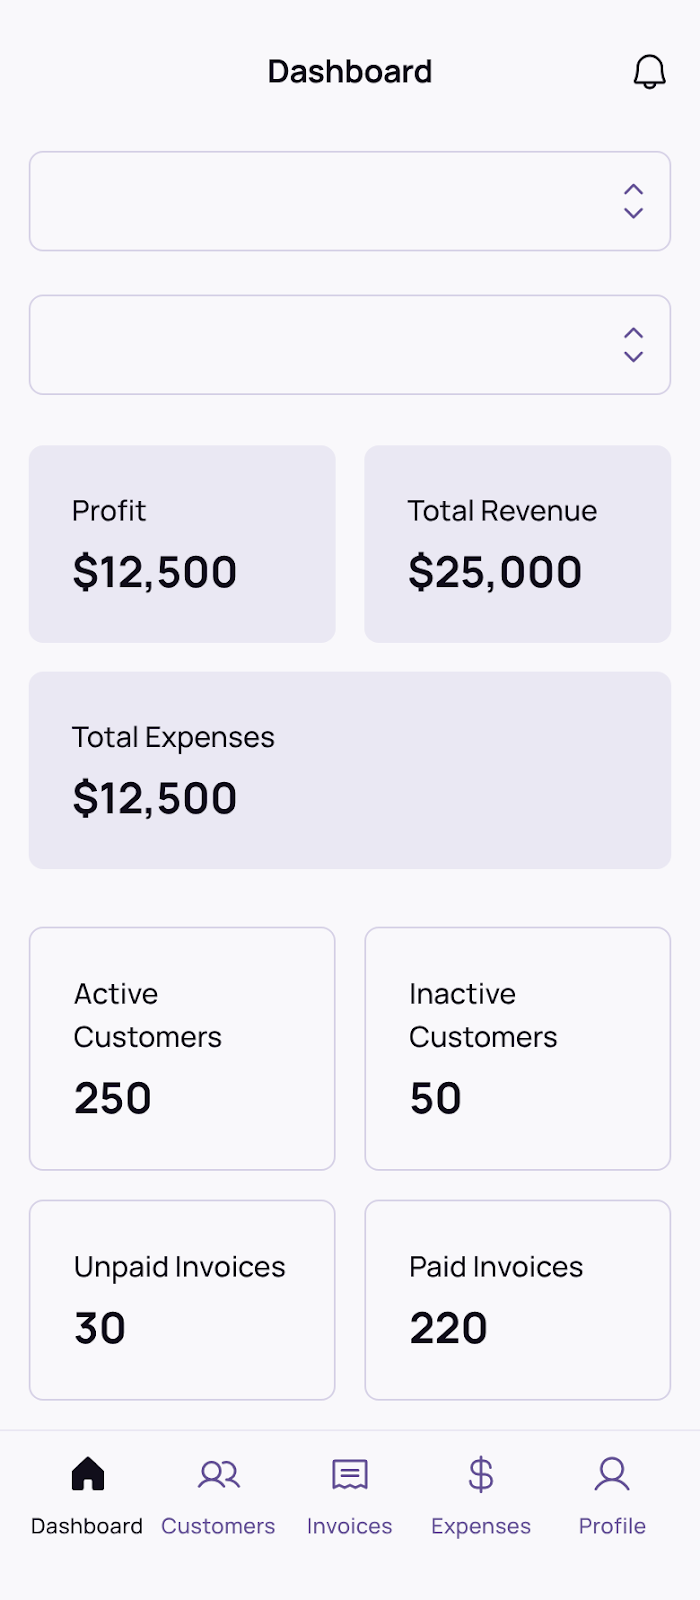 Dashboard
Profit
$12,500
Total Revenue
$25,000
Total Expenses
$12,500
Active
Customers
250
Inactive
Customers
50
Unpaid Invoices
30
Paid Invoices
220
Dashboard
Customers
Invoices
Expenses
Profile